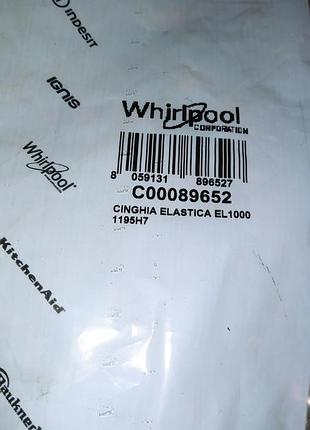 INDESIT
IGNIS
Whirlpool
KitchenAid
Bauknecht
Whirlpool
CORPORATION
8 059131 896527
C00089652
CINGHIA ELASTICA EL1000
1195H7